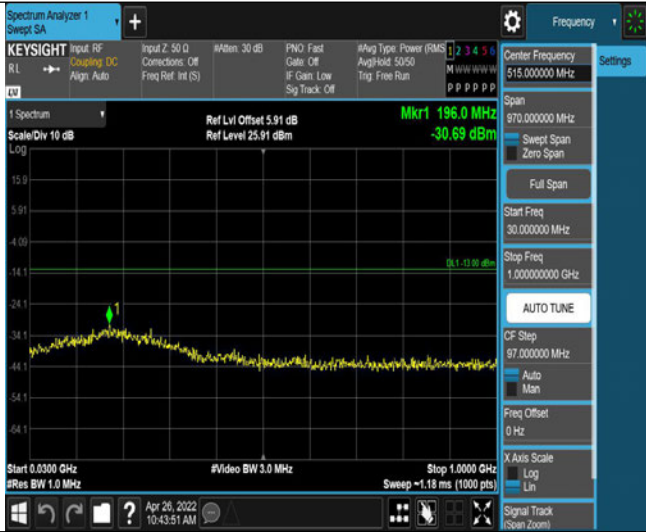 Spectrum Analyzer 1
Swept SA
Frequency
KEYSIGHT
RL
Input: RF
Coupling: DC
Align: Auto
Input Z: 50 Ω
Corrections: Off
Freq Ref: Int (S)
#Atten: 30 dB
PNO: Fast
Gate: Off
IF Gain: Low
Sig Track: Off
#Avg Type: Power (RMS
Avg|Hold: 50/50
Trig: Free Run
1 2 3 4 5 6
M W W W W W
P P P P P P
1 Spectrum
Scale/Div 10 dB
Log
Ref Lvl Offset 5.91 dB
Ref Level 25.91 dBm
Mkr1 196.0 MHz
-30.69 dBm
15.9
5.91
-4.09
-14.1
-24.1
-34.1
-44.1
-54.1
-64.1
DL1 -13.00 dBm
1
Start 0.0300 GHz
#Res BW 1.0 MHz
#Video BW 3.0 MHz
Stop 1.0000 GHz
Sweep ~1.18 ms (1000 pts)
?
Apr 26, 2022
10:43:51 AM
Center Frequency
515.000000 MHz
Settings
Span
970.000000 MHz
Swept Span
Zero Span
Full Span
Start Freq
30.000000 MHz
Stop Freq
1.000000000 GHz
AUTO TUNE
CF Step
97.000000 MHz
Auto
Man
Freq Offset
0 Hz
X Axis Scale
Log
Lin
Signal Track
(Span Zoom)